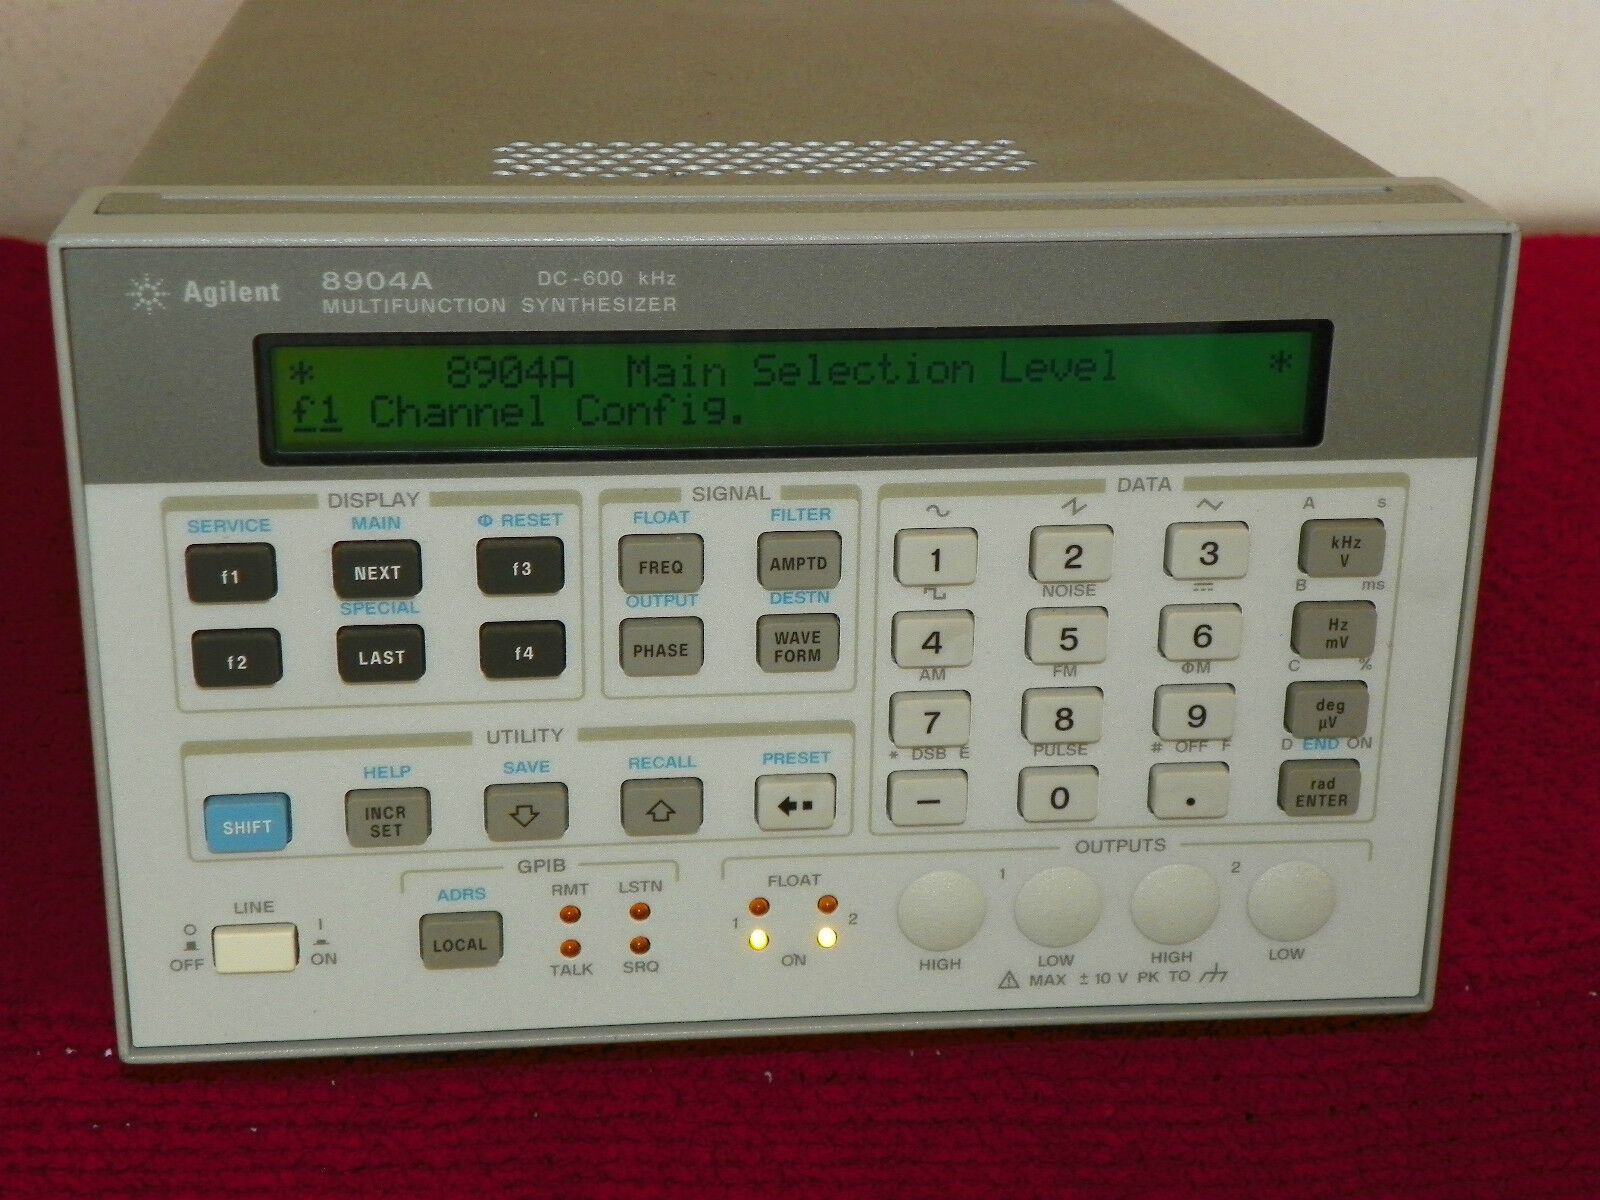 Agilent 8904A DC-600 kHz
MULTIFUNCTION SYNTHESIZER
* 8904A Main Selection Level *
f1 Channel Config.
DISPLAY
SERVICE MAIN Φ RESET
f1 NEXT f3
SPECIAL
f2 LAST f4
SIGNAL
FLOAT FILTER
FREQ AMPTD
OUTPUT DESTN
PHASE WAVE FORM
DATA
A s
1 2 3 kHz V
NOISE B ms
4 5 6 Hz mV
AM FM ΦM C %
7 8 9 deg µV
* DSB E PULSE # OFF F D END ON
− 0 . rad ENTER
UTILITY
HELP SAVE RECALL PRESET
SHIFT INCR SET
LINE
O OFF I ON
GPIB
ADRS RMT LSTN
LOCAL
TALK SRQ
OUTPUTS
FLOAT
1 2
ON
1 2
HIGH LOW HIGH LOW
MAX ± 10 V PK TO